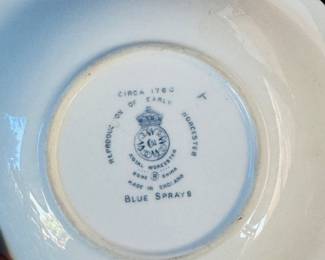 CIRCA 1760
REPRODUCTION OF EARLY WORCESTER
ROYAL WORCESTER
BONE CHINA
MADE IN ENGLAND
BLUE SPRAYS